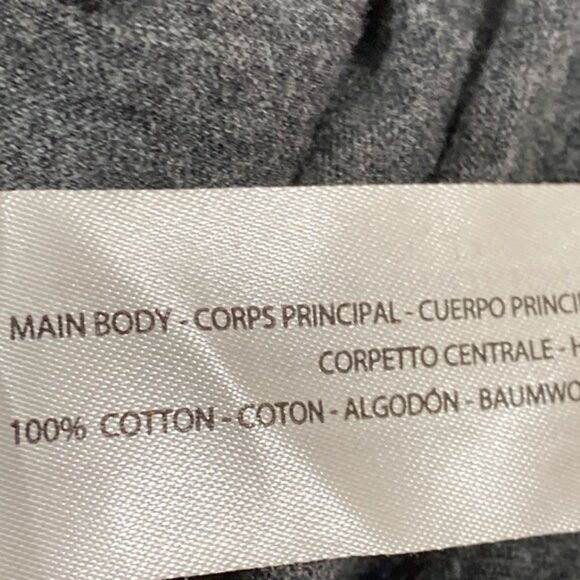 MAIN BODY - CORPS PRINCIPAL - CUERPO PRINCI
CORPETTO CENTRALE - H
100% COTTON - COTON - ALGODÓN - BAUMWO